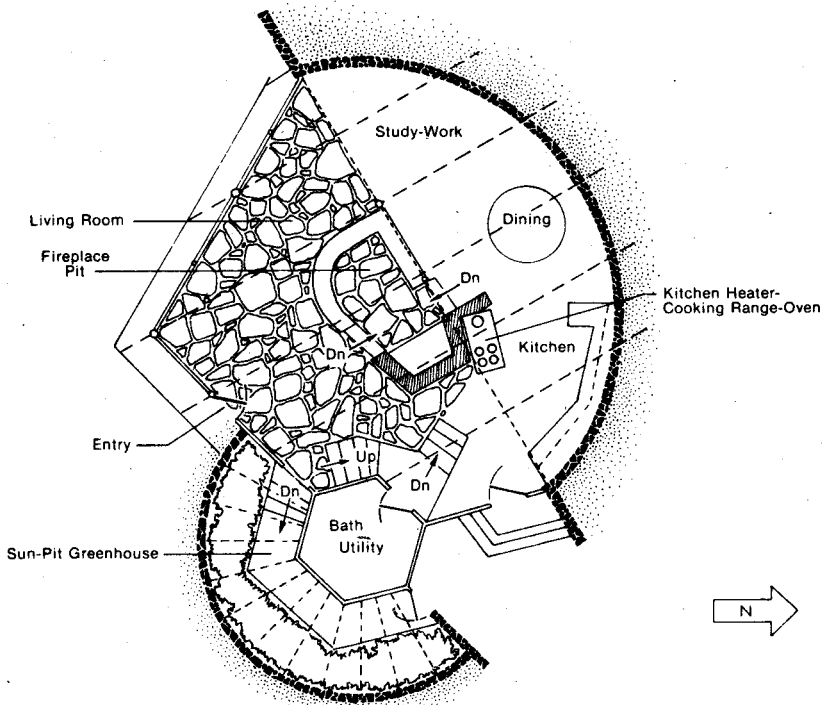 Study-Work
Living Room
Dining
Fireplace
Pit
Dn
Kitchen Heater-
Cooking Range-Oven
Dn
Kitchen
Entry
Up
Dn
Dn
Bath
Utility
Sun-Pit Greenhouse
N